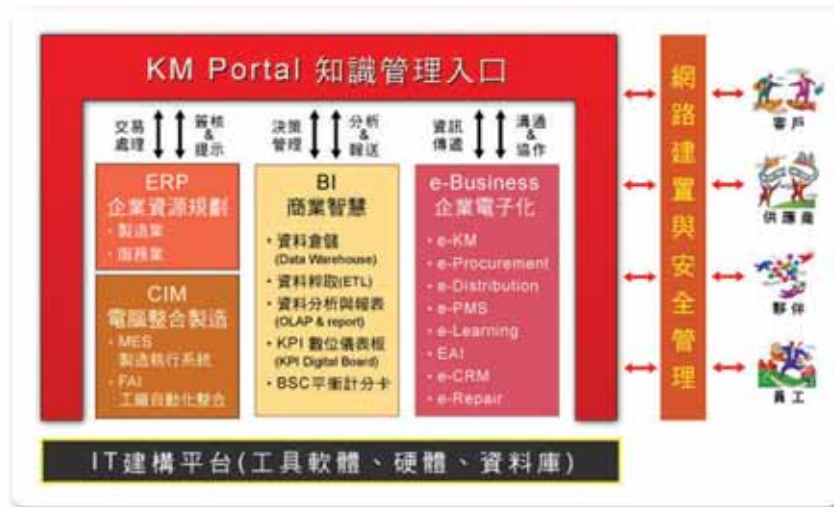 KM Portal 知識管理入口
交易
處理
簽核
&
提示
決策
管理
分析
&
報送
資訊
傳遞
溝通
&
協作
ERP
企業資源規劃
・製造業
・服務業
CIM
電腦整合製造
・MES
製造執行系統
・FAI
工廠自動化整合
BI
商業智慧
・資料倉儲
(Data Warehouse)
・資料粹取(ETL)
・資料分析與報表
(OLAP & report)
・KPI 數位儀表板
(KPI Digital Board)
・BSC平衡計分卡
e-Business
企業電子化
・e-KM
・e-Procurement
・e-Distribution
・e-PMS
・e-Learning
・EAI
・e-CRM
・e-Repair
網路建置與安全管理
客戶
供應商
夥伴
員工
IT建構平台(工具軟體、硬體、資料庫)